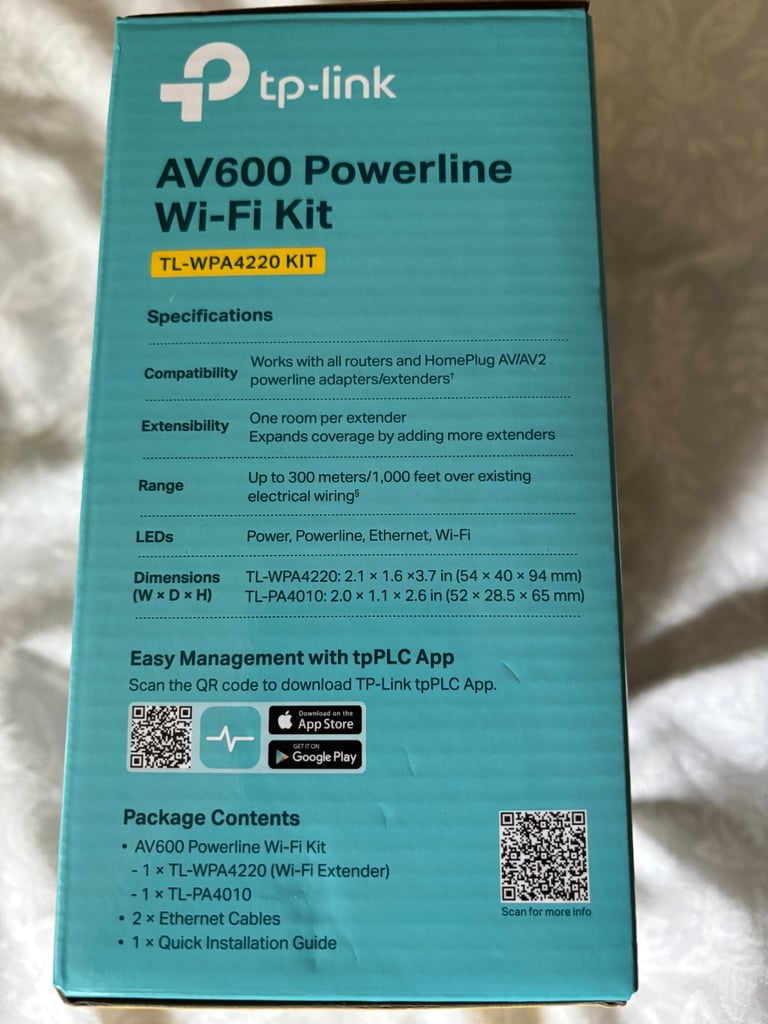 tp-link
AV600 Powerline
Wi-Fi Kit
TL-WPA4220 KIT
Specifications
Compatibility Works with all routers and HomePlug AV/AV2
powerline adapters/extenders†
Extensibility One room per extender
Expands coverage by adding more extenders
Range Up to 300 meters/1,000 feet over existing
electrical wiring§
LEDs Power, Powerline, Ethernet, Wi-Fi
Dimensions TL-WPA4220: 2.1 × 1.6 ×3.7 in (54 × 40 × 94 mm)
(W × D × H) TL-PA4010: 2.0 × 1.1 × 2.6 in (52 × 28.5 × 65 mm)
Easy Management with tpPLC App
Scan the QR code to download TP-Link tpPLC App.
Download on the
App Store
GET IT ON
Google Play
Package Contents
• AV600 Powerline Wi-Fi Kit
- 1 × TL-WPA4220 (Wi-Fi Extender)
- 1 × TL-PA4010
• 2 × Ethernet Cables
• 1 × Quick Installation Guide
Scan for more info